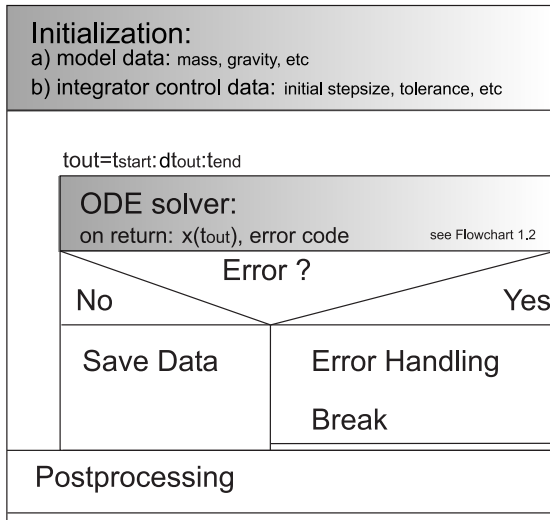 Initialization:
a) model data: mass, gravity, etc
b) integrator control data: initial stepsize, tolerance, etc
tout=tstart:dtout:tend
ODE solver:
on return: x(tout), error code see Flowchart 1.2
Error ?
No Yes
Save Data Error Handling
Break
Postprocessing